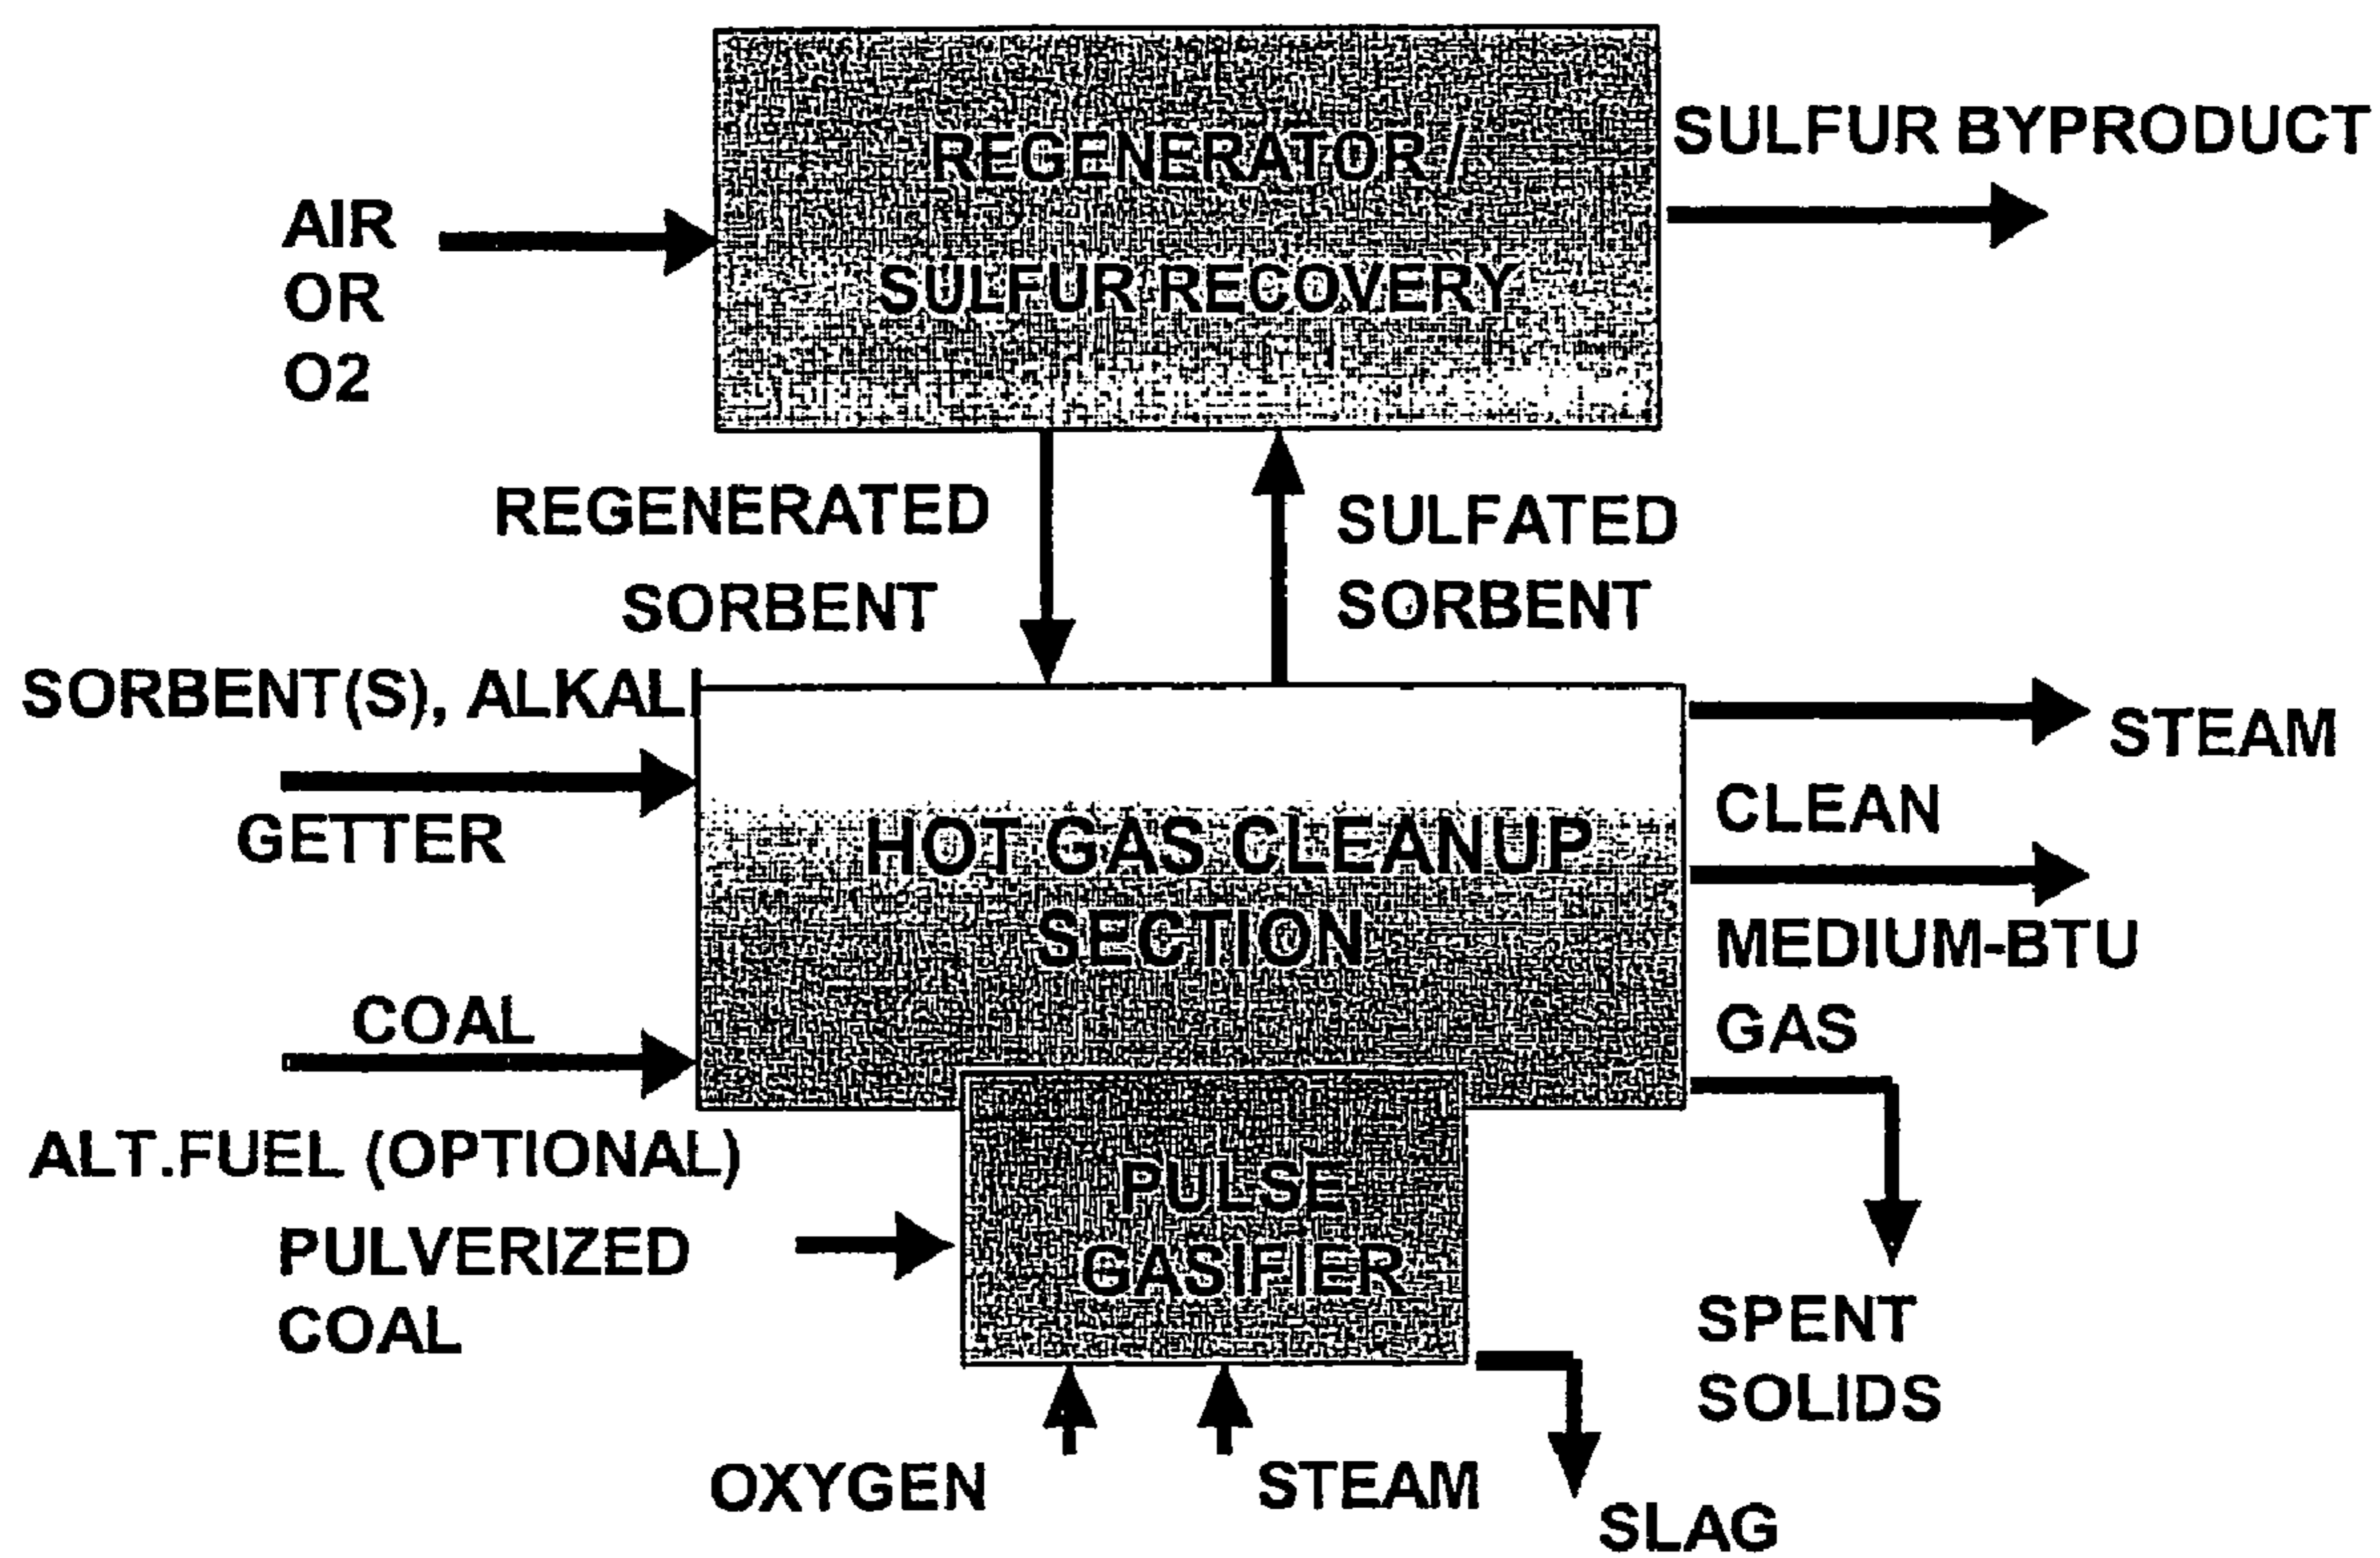 REGENERATOR /
SULFUR RECOVERY
SULFUR BYPRODUCT
AIR
OR
O2
REGENERATED
SORBENT
SULFATED
SORBENT
SORBENT(S), ALKALI
GETTER
STEAM
HOT GAS CLEANUP
SECTION
CLEAN
MEDIUM-BTU
GAS
COAL
ALT.FUEL (OPTIONAL)
PULVERIZED
COAL
PULSE
GASIFIER
SPENT
SOLIDS
OXYGEN
STEAM
SLAG